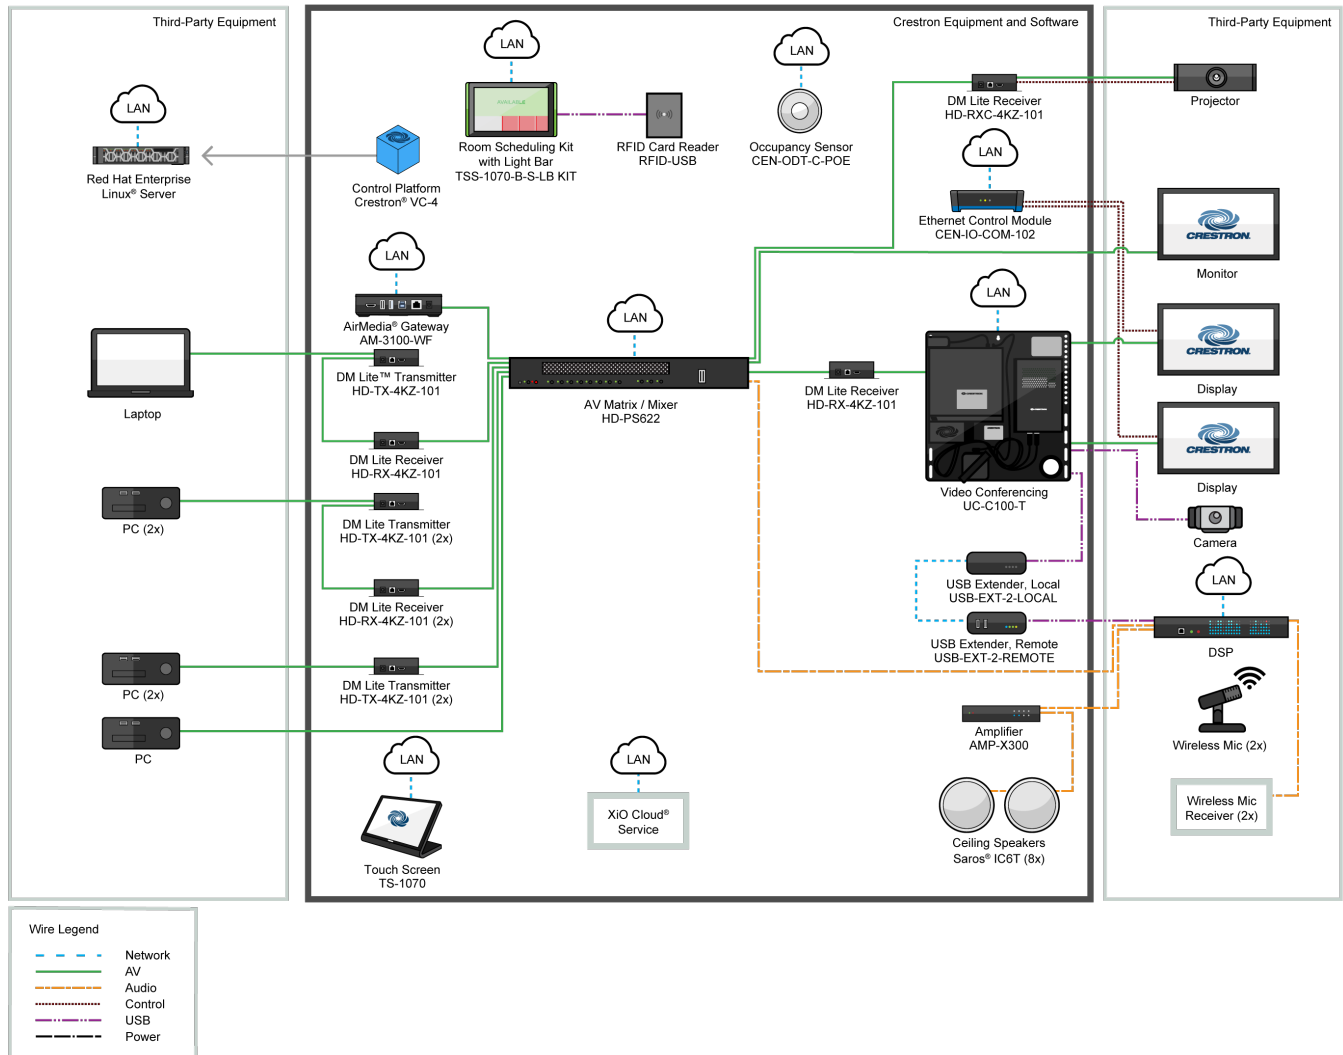 Third-Party Equipment
Crestron Equipment and Software
Third-Party Equipment
LAN
Red Hat Enterprise
Linux® Server
Control Platform
Crestron® VC-4
LAN
AVAILABLE
Room Scheduling Kit
with Light Bar
TSS-1070-B-S-LB KIT
RFID Card Reader
RFID-USB
LAN
Occupancy Sensor
CEN-ODT-C-POE
DM Lite Receiver
HD-RXC-4KZ-101
Projector
LAN
Ethernet Control Module
CEN-IO-COM-102
CRESTRON.
Monitor
LAN
AirMedia® Gateway
AM-3100-WF
Laptop
DM Lite™ Transmitter
HD-TX-4KZ-101
DM Lite Receiver
HD-RX-4KZ-101
LAN
AV Matrix / Mixer
HD-PS622
DM Lite Receiver
HD-RX-4KZ-101
LAN
CRESTRON
Video Conferencing
UC-C100-T
CRESTRON.
Display
CRESTRON.
Display
Camera
PC (2x)
DM Lite Transmitter
HD-TX-4KZ-101 (2x)
DM Lite Receiver
HD-RX-4KZ-101 (2x)
PC (2x)
DM Lite Transmitter
HD-TX-4KZ-101 (2x)
PC
USB Extender, Local
USB-EXT-2-LOCAL
USB Extender, Remote
USB-EXT-2-REMOTE
LAN
DSP
Wireless Mic (2x)
Wireless Mic
Receiver (2x)
Amplifier
AMP-X300
Ceiling Speakers
Saros® IC6T (8x)
LAN
Touch Screen
TS-1070
LAN
XiO Cloud®
Service
Wire Legend
Network
AV
Audio
Control
USB
Power